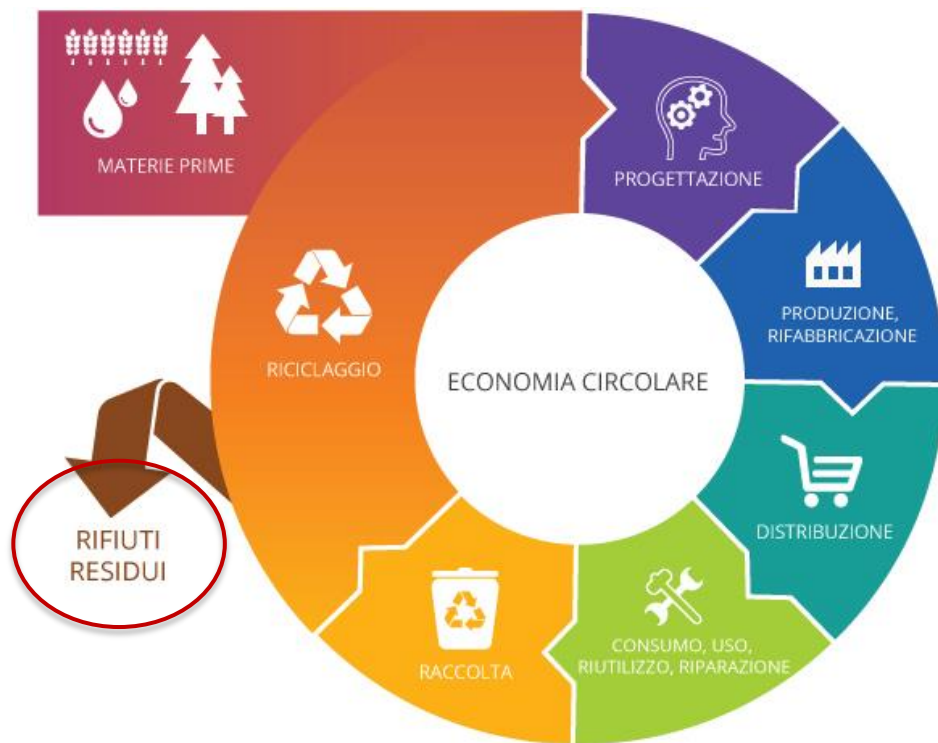 MATERIE PRIME
PROGETTAZIONE
PRODUZIONE,
RIFABBRICAZIONE
RICICLAGGIO
ECONOMIA CIRCOLARE
DISTRIBUZIONE
RIFIUTI
RESIDUI
CONSUMO, USO,
RIUTILIZZO, RIPARAZIONE
RACCOLTA